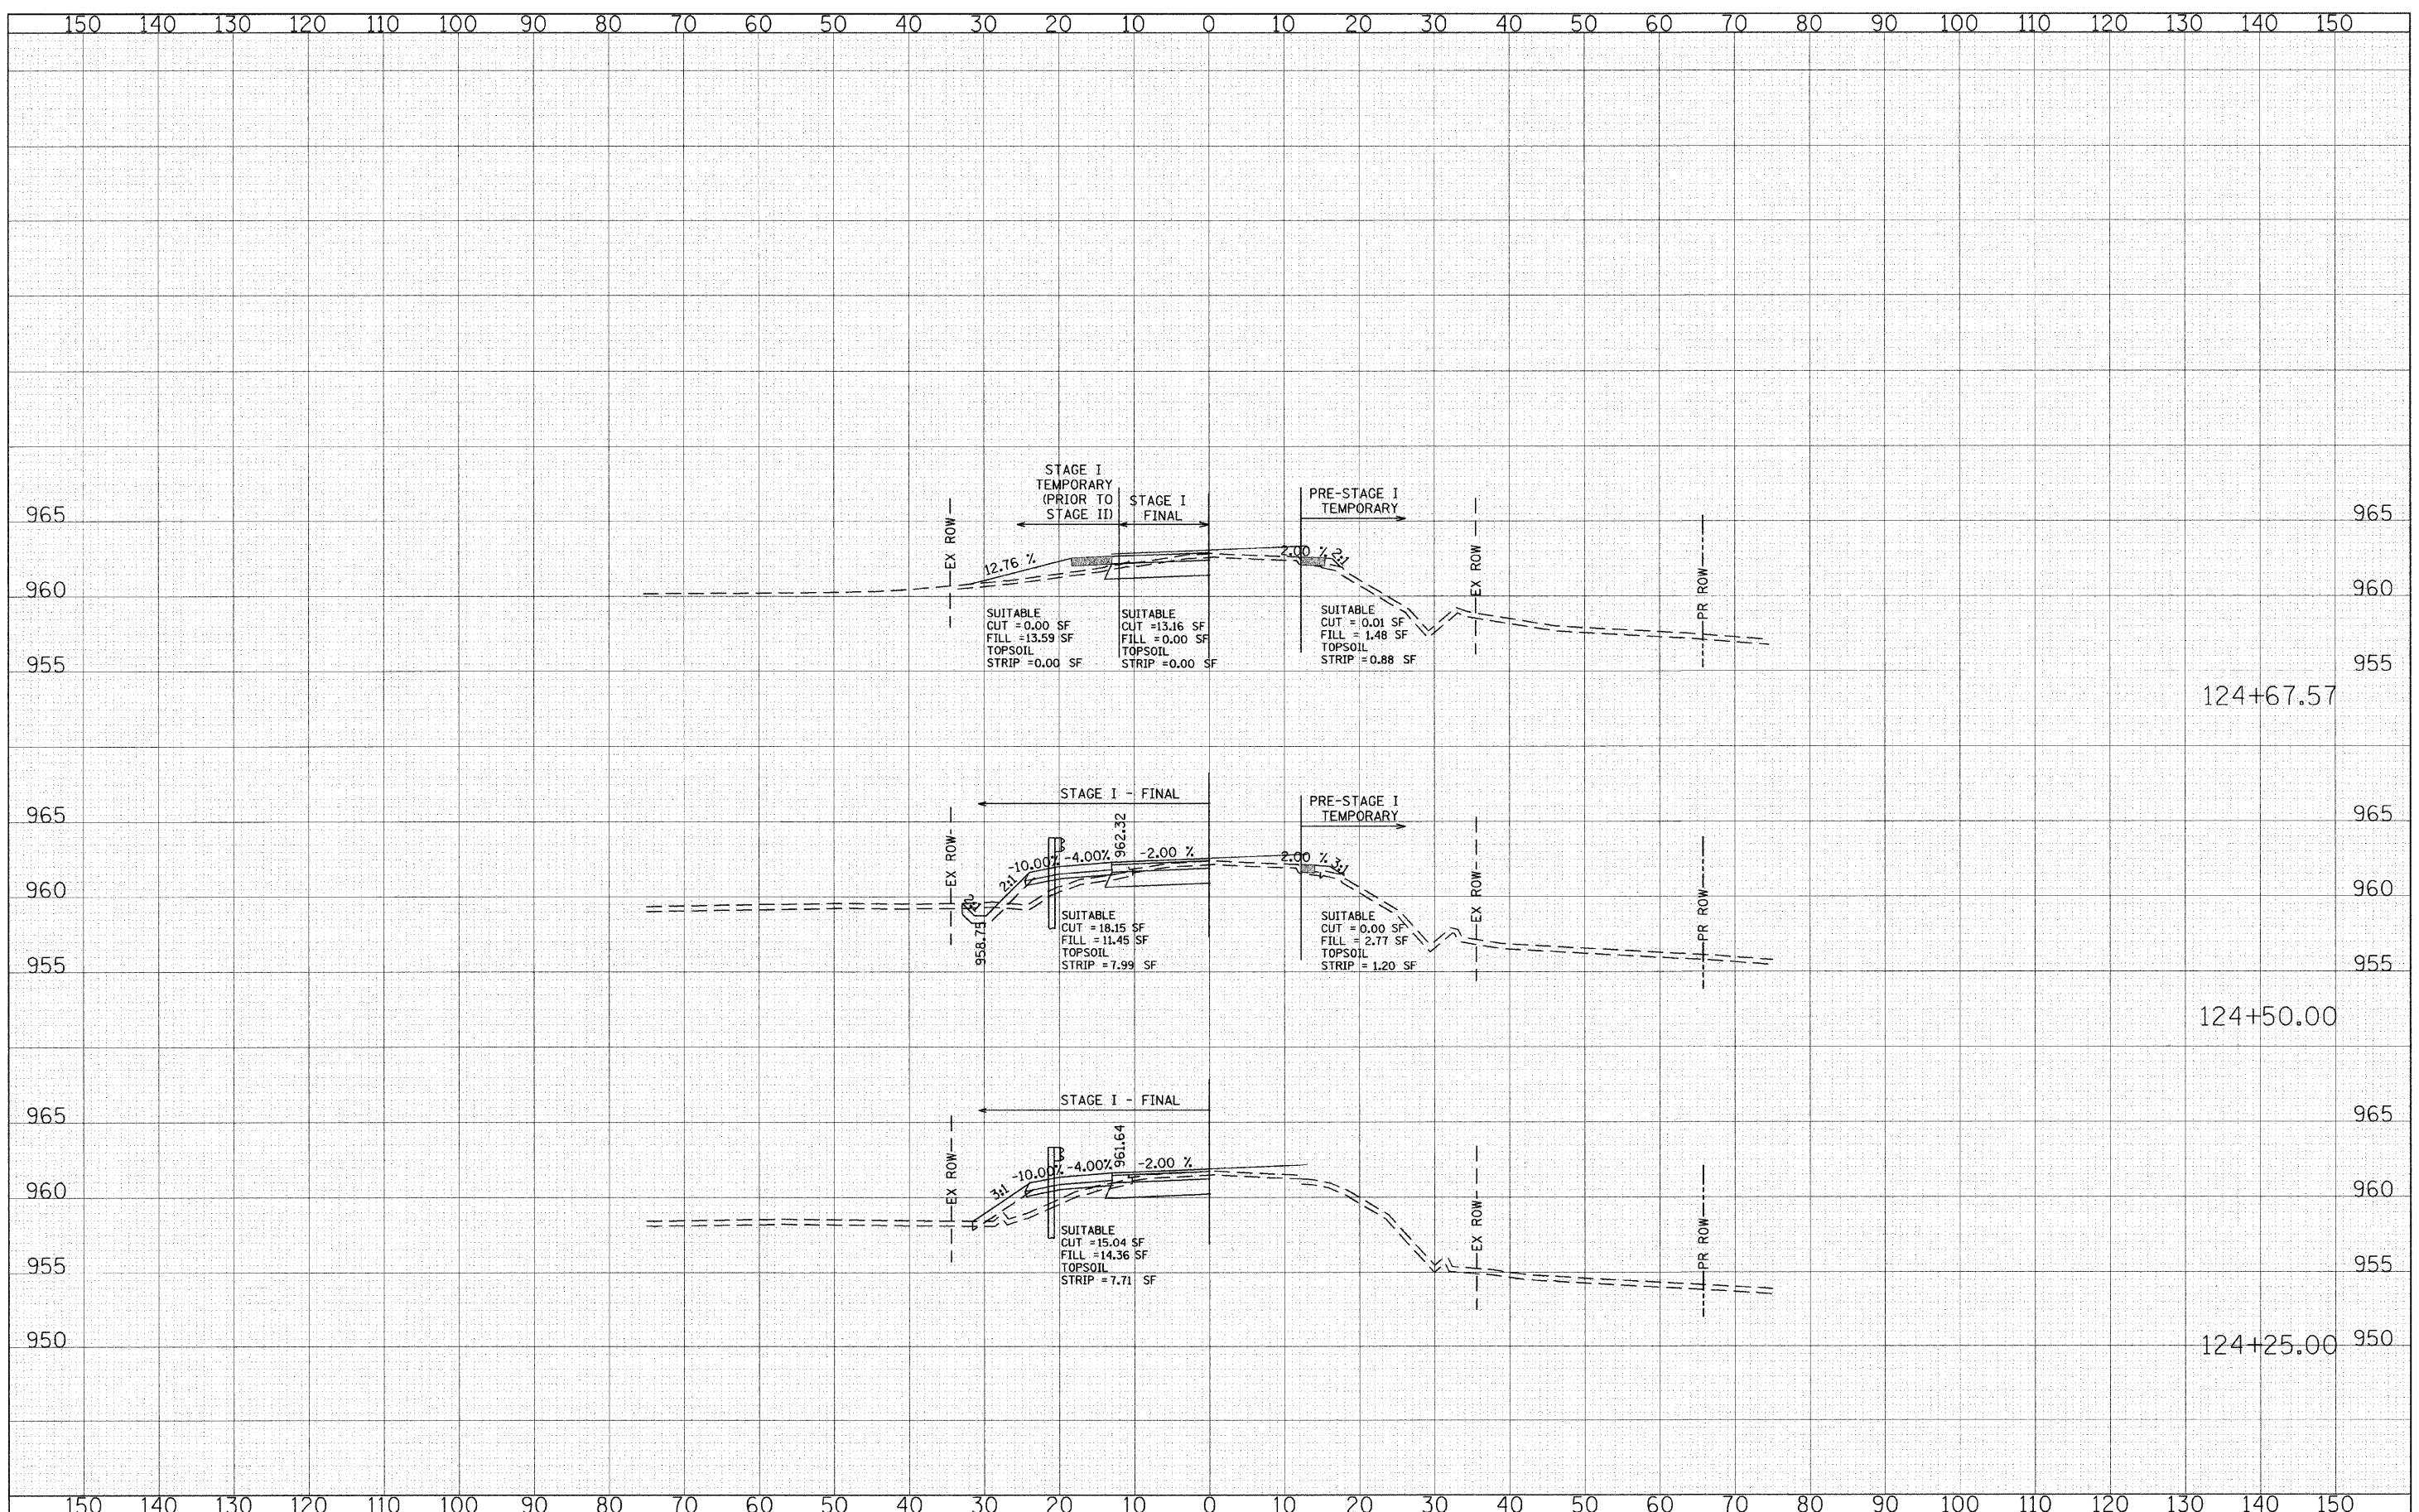 150 140 130 110 100 90 80 70 60 50 40 30 20 10 0 10 20 30 40 50 60 70 80 90 100 110 120 130 140 150
STAGE I
TEMPORARY
(PRIOR TO
STAGE II)
STAGE I
FINAL
PRE-STAGE I
TEMPORARY
965 965
EX ROW
EX ROW
PR ROW
12.76 %
2.00 %
2:1
960 960
SUITABLE
CUT =0.00 SF
FILL =13.59 SF
TOPSOIL
STRIP =0.00 SF
SUITABLE
CUT =13.16 SF
FILL =0.00 SF
TOPSOIL
STRIP =0.00 SF
SUITABLE
CUT = 0.01 SF
FILL = 1.48 SF
TOPSOIL
STRIP =0.88 SF
955 955
124+67.57
STAGE I - FINAL
PRE-STAGE I
TEMPORARY
965 965
EX ROW
2:1
2:1
-10.00%
-4.00%
962.32
-2.00 %
2.00 %
3:1
EX ROW
PR ROW
960 960
958.75
SUITABLE
CUT =18.15 SF
FILL =11.45 SF
TOPSOIL
STRIP =7.99 SF
SUITABLE
CUT =0.00 SF
FILL = 2.77 SF
TOPSOIL
STRIP = 1.20 SF
955 955
124+50.00
STAGE I - FINAL
965 965
EX ROW
3:1
-10.00%
-4.00%
961.64
-2.00 %
EX ROW
PR ROW
960 960
SUITABLE
CUT =15.04 SF
FILL =14.36 SF
TOPSOIL
STRIP =7.71 SF
955 955
950 124+25.00 950
150 140 130 120 110 100 90 80 70 60 50 40 30 20 10 0 10 20 30 40 50 60 70 80 90 100 110 120 130 140 150